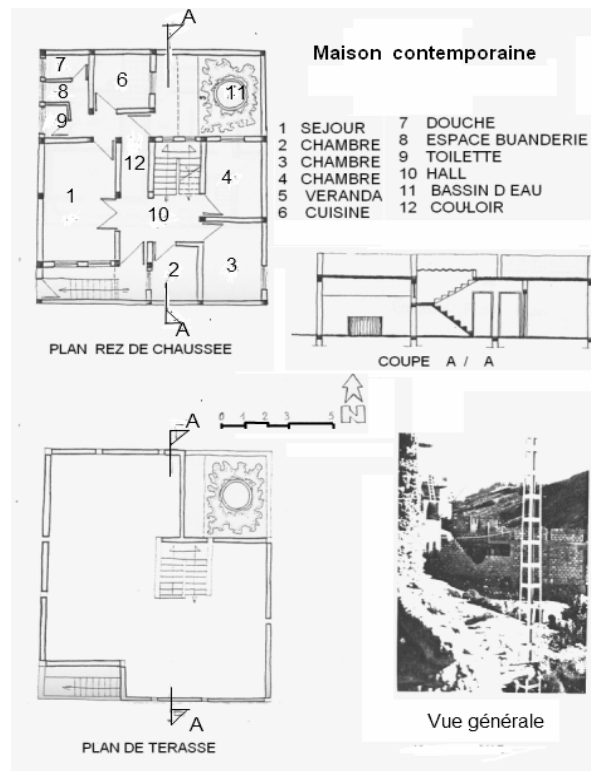 A
Maison contemporaine
7
8
9
6
11
12
1
4
10
2
3
A
1 SEJOUR
2 CHAMBRE
3 CHAMBRE
4 CHAMBRE
5 VERANDA
6 CUISINE
7 DOUCHE
8 ESPACE BUANDERIE
9 TOILETTE
10 HALL
11 BASSIN D EAU
12 COULOIR
PLAN REZ DE CHAUSSEE
COUPE A / A
0 1 2 3 5
N
A
A
PLAN DE TERASSE
Vue générale